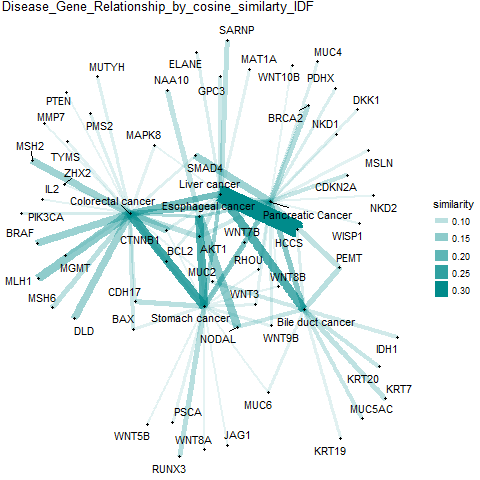 Disease_Gene_Relationship_by_cosine_similarty_IDF
SARNP
MUC4
ELANE
MAT1A
MUTYH
WNT10B
PDHX
NAA10
GPC3
PTEN
DKK1
MMP7
BRCA2
PMS2
NKD1
MAPK8
MSH2
TYMS
MSLN
ZHX2
SMAD4
Liver cancer
CDKN2A
IL2
Colorectal cancer
Esophageal cancer
NKD2
PIK3CA
Pancreatic Cancer
BRAF
CTNNB1
WNT7B
HCCS
WISP1
BCL2
AKT1
RHOU
MGMT
PEMT
MUC2
WNT8B
MLH1
CDH17
WNT3
MSH6
Stomach cancer
BAX
Bile duct cancer
DLD
NODAL
WNT9B
IDH1
KRT20
KRT7
MUC6
MUC5AC
PSCA
WNT5B
JAG1
WNT8A
KRT19
RUNX3
similarity
0.10
0.15
0.20
0.25
0.30